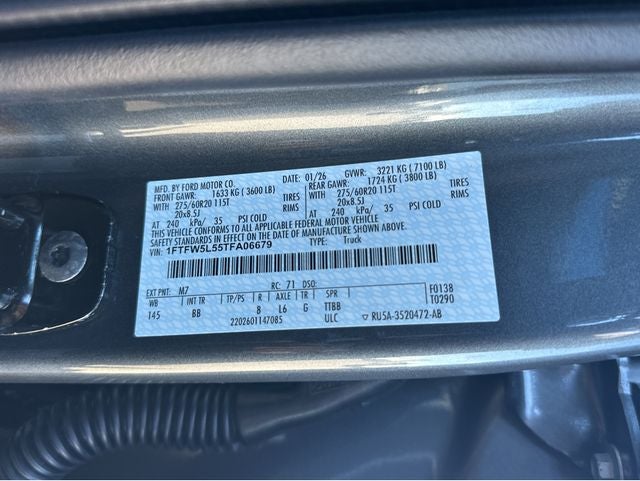 MFD. BY FORD MOTOR CO.
DATE: 01/26 GVWR: 3221 KG ( 7100 LB)
FRONT GAWR: 1633 KG (3600 LB) REAR GAWR: 1724 KG ( 3800 LB)
275/60R20 115T TIRES 275/60R20 115T TIRES
20x8.5J RIMS 20x8.5J RIMS
AT 240 kPa/ 35 PSI COLD AT 240 kPa/ 35 PSI COLD
THIS VEHICLE CONFORMS TO ALL APPLICABLE FEDERAL MOTOR VEHICLE
SAFETY STANDARDS IN EFFECT ON THE DATE OF MANUFACTURE SHOWN ABOVE.
VIN:
1FTFW5L55TFA06679 TYPE: Truck
EXT PNT: M7 RC: 71 DSO: F0138
WB INT TR TP/PS R AXLE TR SPR T0290
145 BB 8 L6 G TTBB
2202601147085 ULC RU5A-3520472-AB